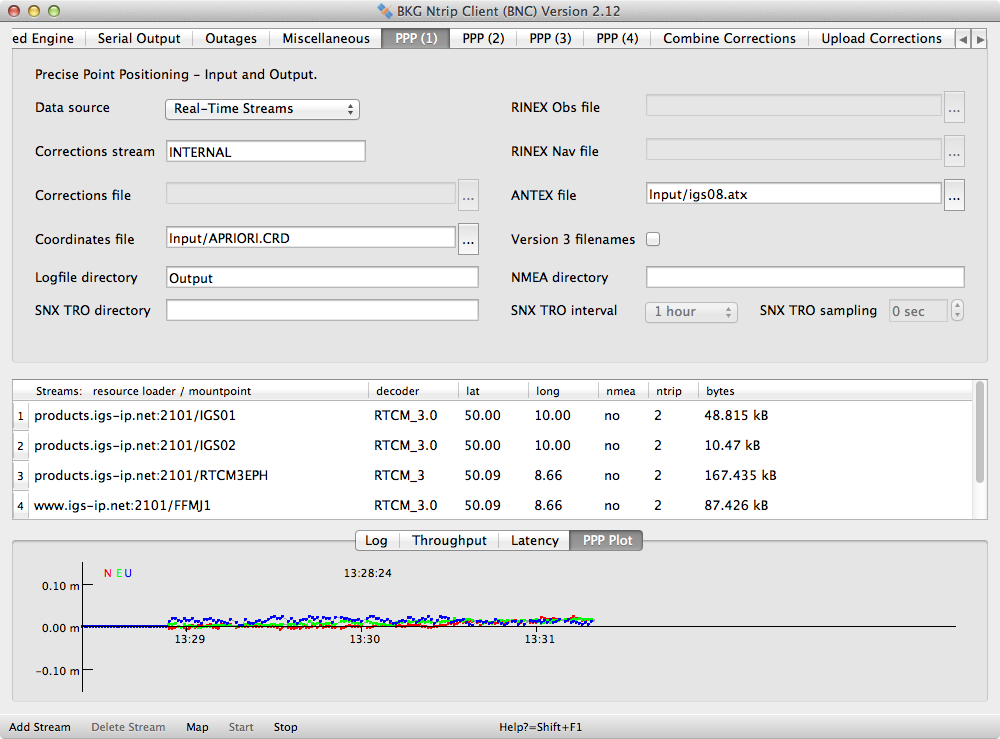 BKG Ntrip Client (BNC) Version 2.12
ed Engine Serial Output Outages Miscellaneous PPP (1) PPP (2) PPP (3) PPP (4) Combine Corrections Upload Corrections
Precise Point Positioning - Input and Output.
Data source Real-Time Streams RINEX Obs file ...
Corrections stream INTERNAL RINEX Nav file ...
Corrections file ... ANTEX file Input/igs08.atx ...
Coordinates file Input/APRIORI.CRD ... Version 3 filenames
Logfile directory Output NMEA directory
SNX TRO directory SNX TRO interval 1 hour SNX TRO sampling 0 sec
Streams: resource loader / mountpoint decoder lat long nmea ntrip bytes
1 products.igs-ip.net:2101/IGS01 RTCM_3.0 50.00 10.00 no 2 48.815 kB
2 products.igs-ip.net:2101/IGS02 RTCM_3.0 50.00 10.00 no 2 10.47 kB
3 products.igs-ip.net:2101/RTCM3EPH RTCM_3 50.09 8.66 no 2 167.435 kB
4 www.igs-ip.net:2101/FFMJ1 RTCM_3.0 50.09 8.66 no 2 87.426 kB
Log Throughput Latency PPP Plot
N E U 13:28:24
0.10 m
0.00 m
13:29 13:30 13:31
-0.10 m
Add Stream Delete Stream Map Start Stop Help?=Shift+F1